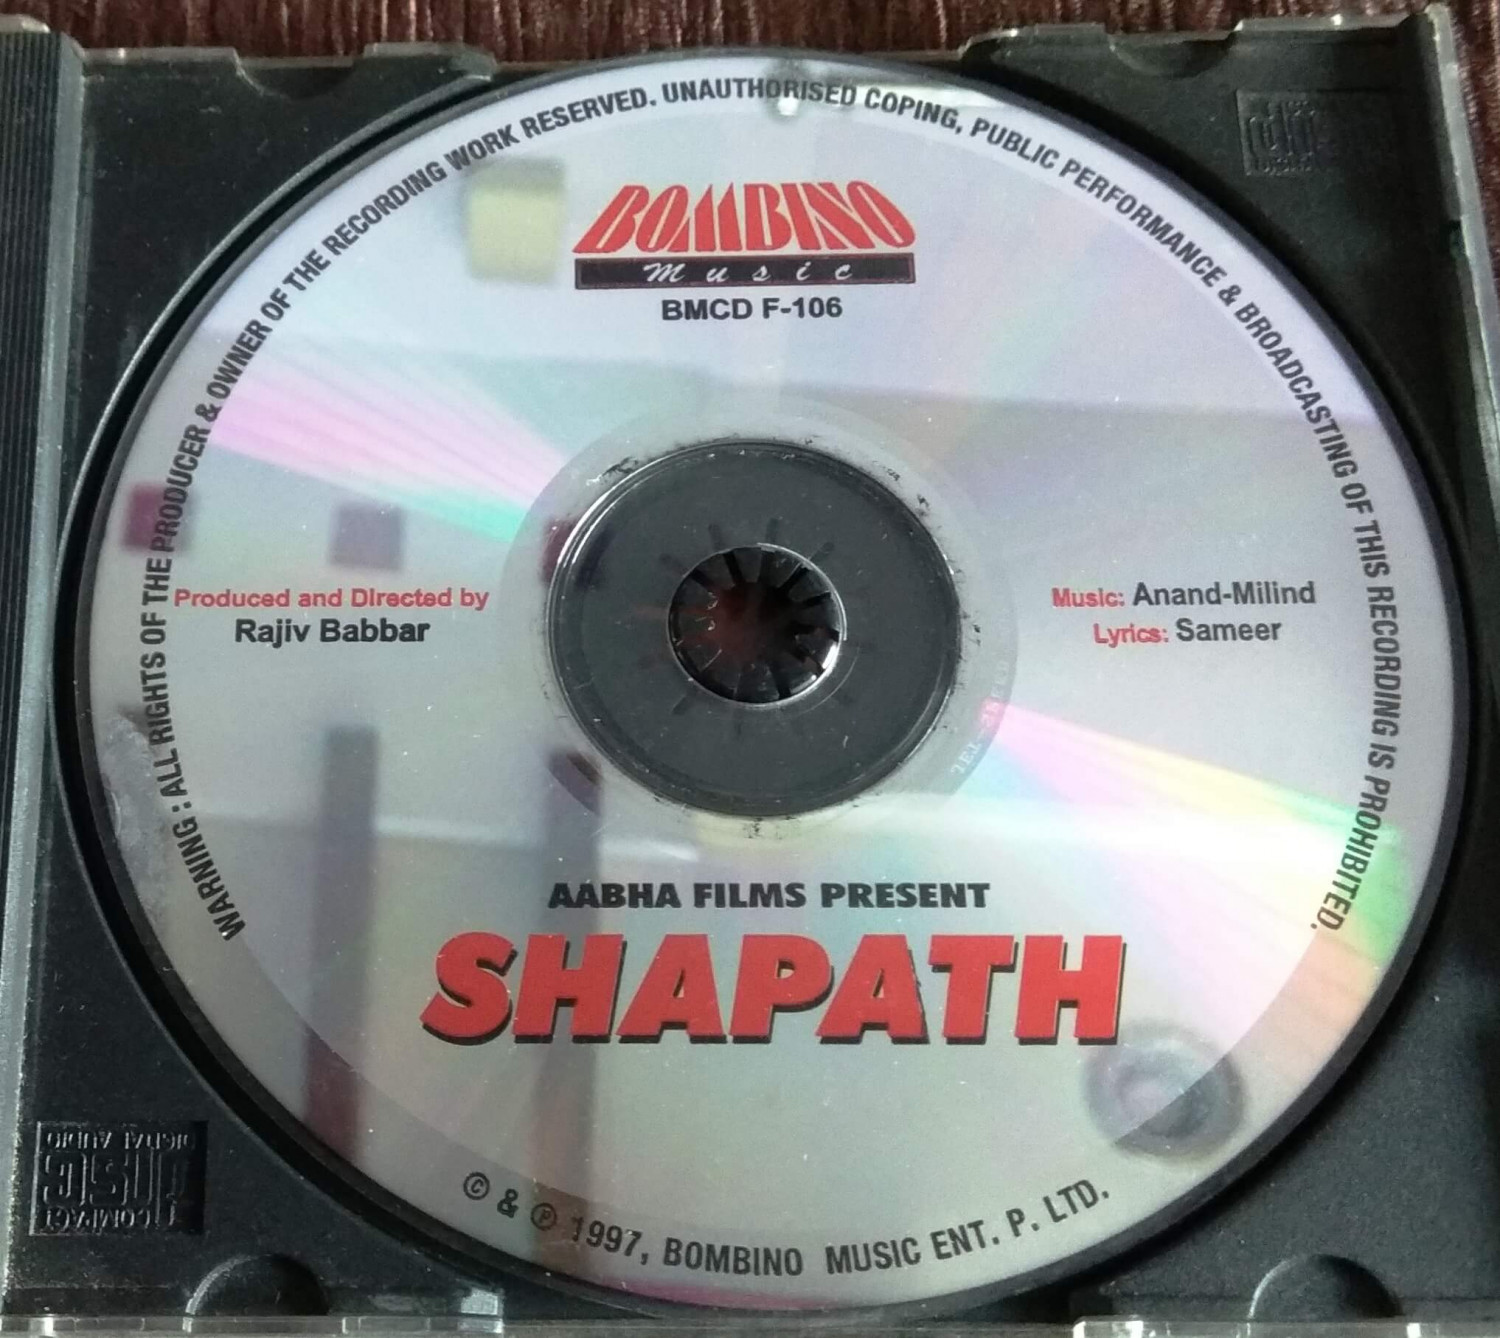 WARNING : ALL RIGHTS OF THE PRODUCER & OWNER OF THE RECORDING WORK RESERVED. UNAUTHORISED COPING, PUBLIC PERFORMANCE & BROADCASTING OF THIS RECORDING IS PROHIBITED.
BOMBINO
Music
BMCD F-106
Produced and Directed by
Rajiv Babbar
Music: Anand-Milind
Lyrics: Sameer
AABHA FILMS PRESENT
SHAPATH
© & ℗ 1997, BOMBINO MUSIC ENT. P. LTD.
COMPACT
disc
DIGITAL AUDIO